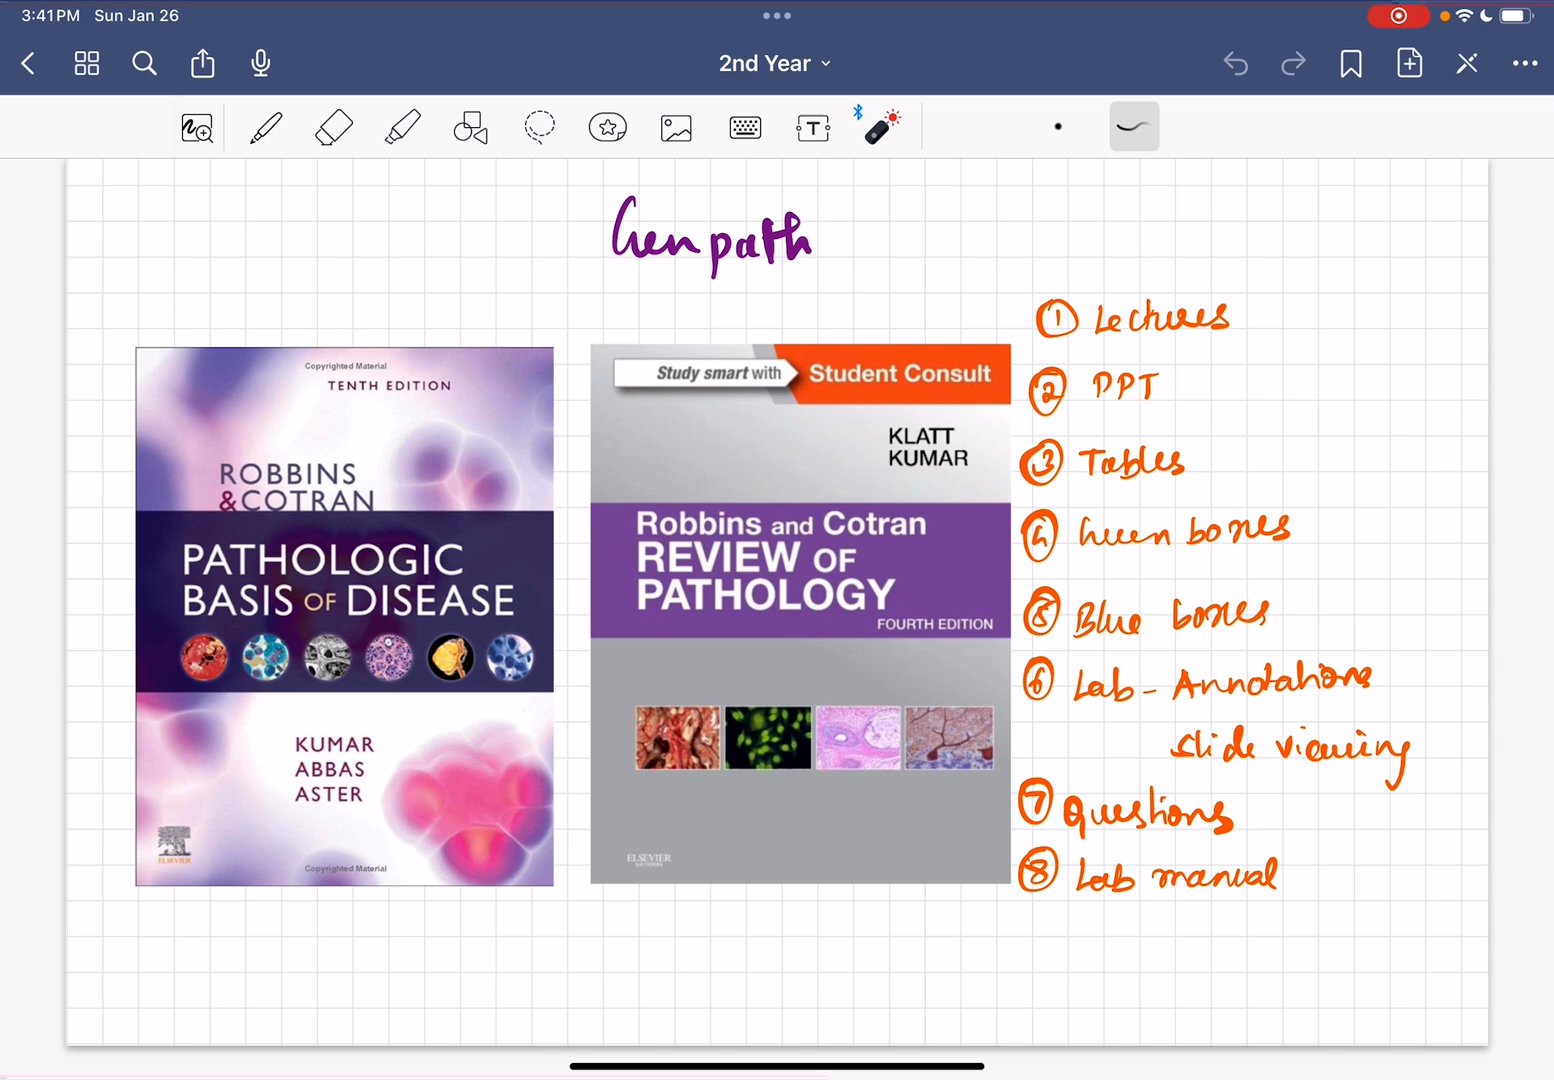 3:41 PM Sun Jan 26
2nd Year
T
Gen path
Copyrighted Material
TENTH EDITION
ROBBINS
& COTRAN
PATHOLOGIC
BASIS OF DISEASE
KUMAR
ABBAS
ASTER
ELSEVIER
Copyrighted Material
Study smart with Student Consult
KLATT
KUMAR
Robbins and Cotran
REVIEW OF
PATHOLOGY
FOURTH EDITION
ELSEVIER
SAUNDERS
① Lectures
② PPT
③ Tables
④ Green boxes
⑤ Blue boxes
⑥ Lab - Annotations
slide viewing
⑦ Questions
⑧ Lab manual